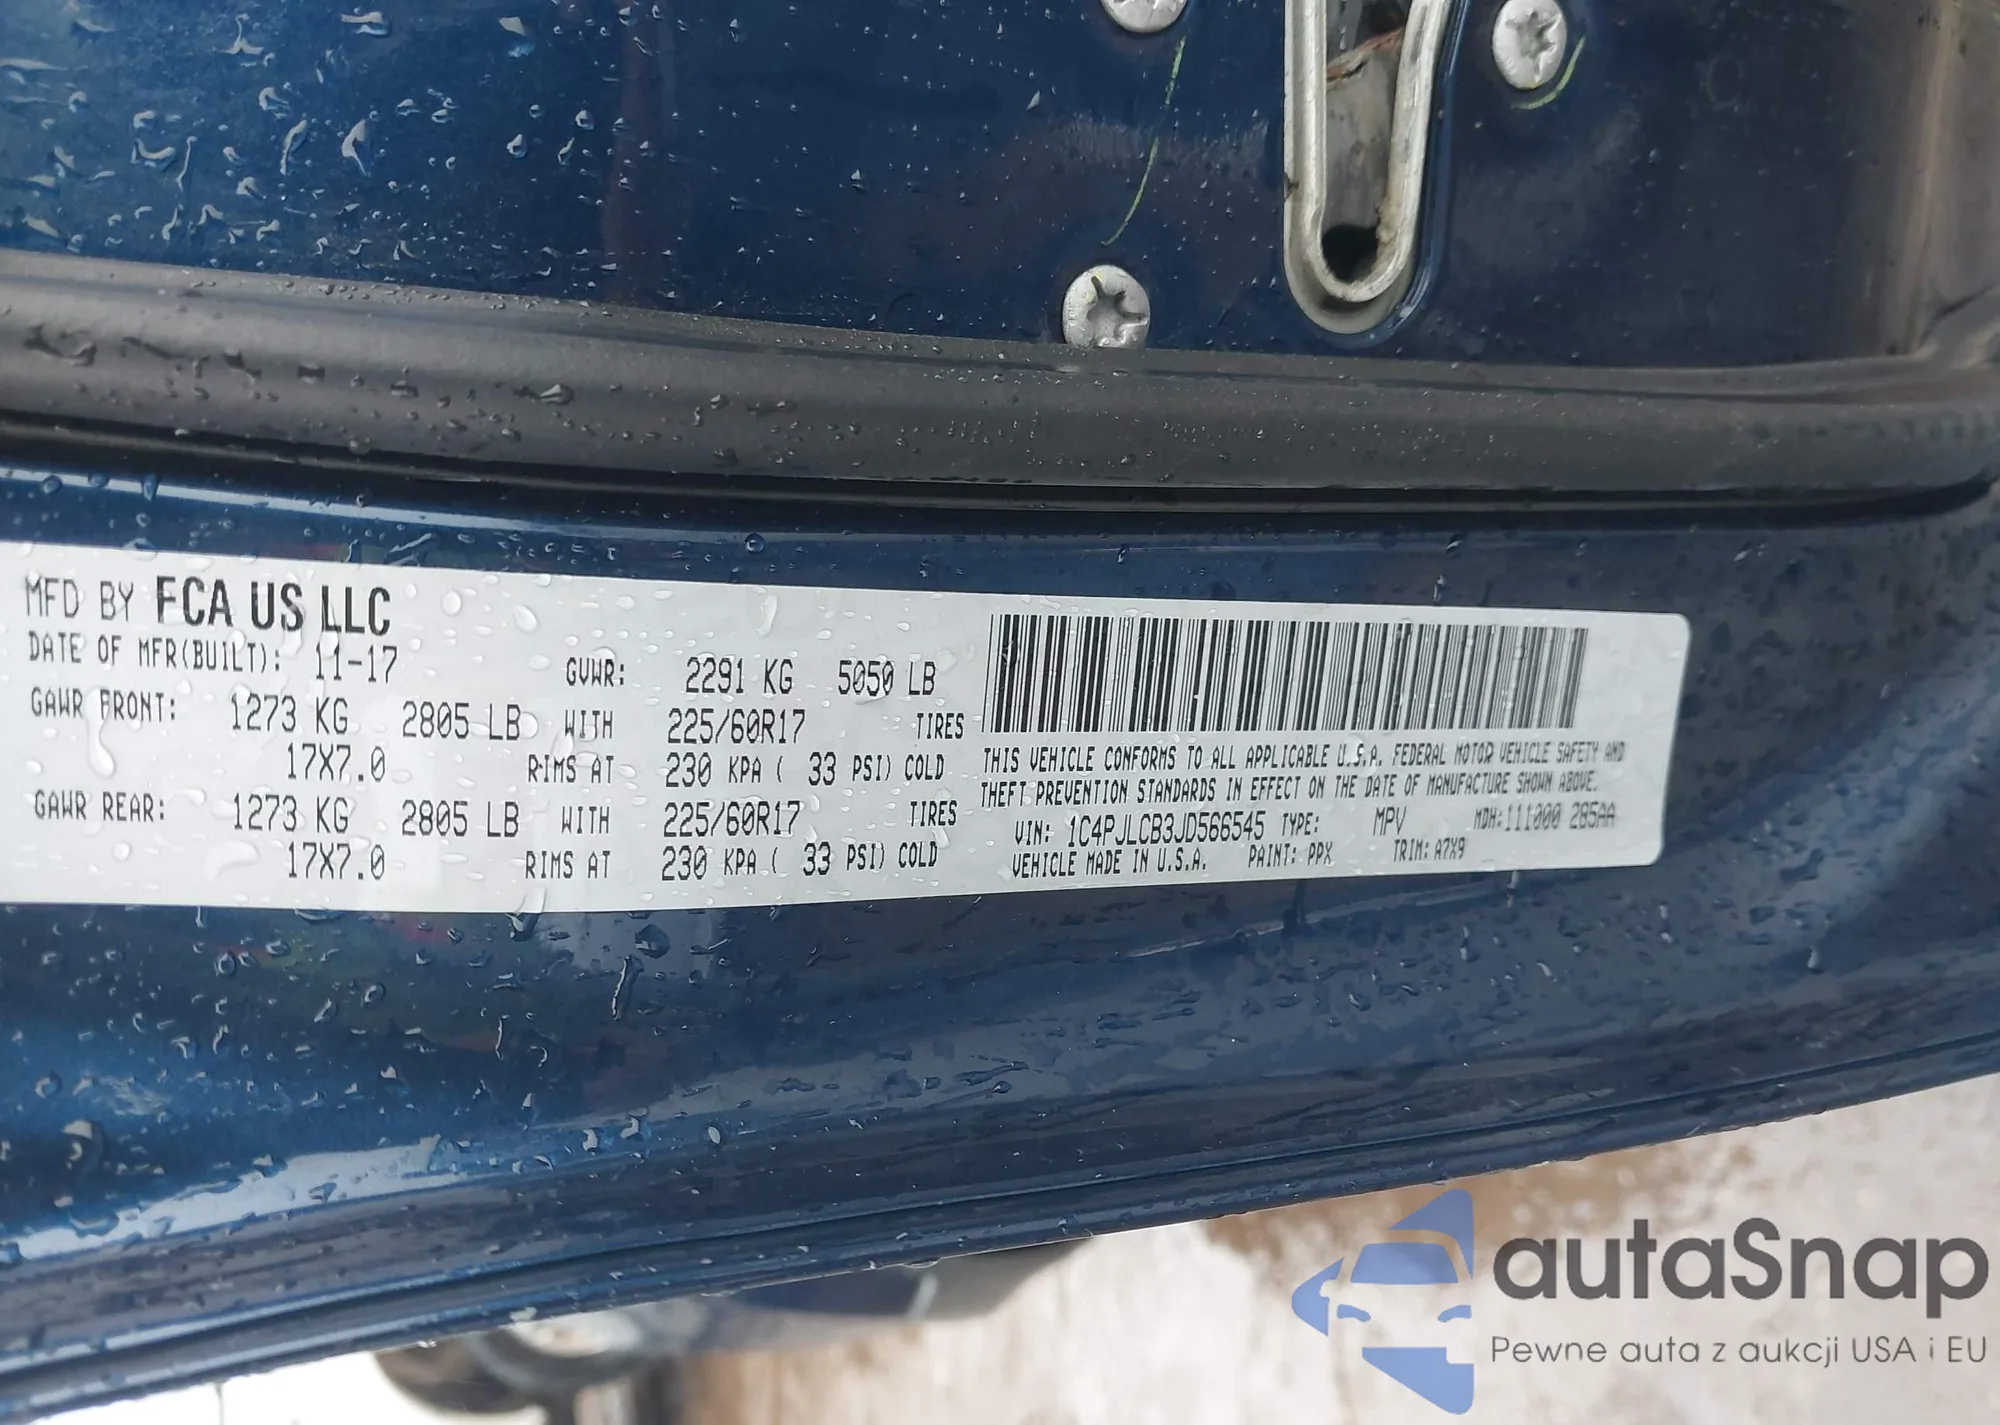 MFD BY FCA US LLC
DATE OF MFR(BUILT): 11-17 GVWR: 2291 KG 5050 LB
GAWR FRONT: 1273 KG 2805 LB WITH 225/60R17 TIRES
17X7.0 RIMS AT 230 KPA ( 33 PSI) COLD
GAWR REAR: 1273 KG 2805 LB WITH 225/60R17 TIRES
17X7.0 RIMS AT 230 KPA ( 33 PSI) COLD
THIS VEHICLE CONFORMS TO ALL APPLICABLE U.S.A. FEDERAL MOTOR VEHICLE SAFETY AND
THEFT PREVENTION STANDARDS IN EFFECT ON THE DATE OF MANUFACTURE SHOWN ABOVE.
VIN: 1C4PJLCB3JD566545 TYPE: MPV MDH: 111000 285AA
VEHICLE MADE IN U.S.A. PAINT: PPX TRIM: A7X9
autaSnap
Pewne auta z aukcji USA i EU